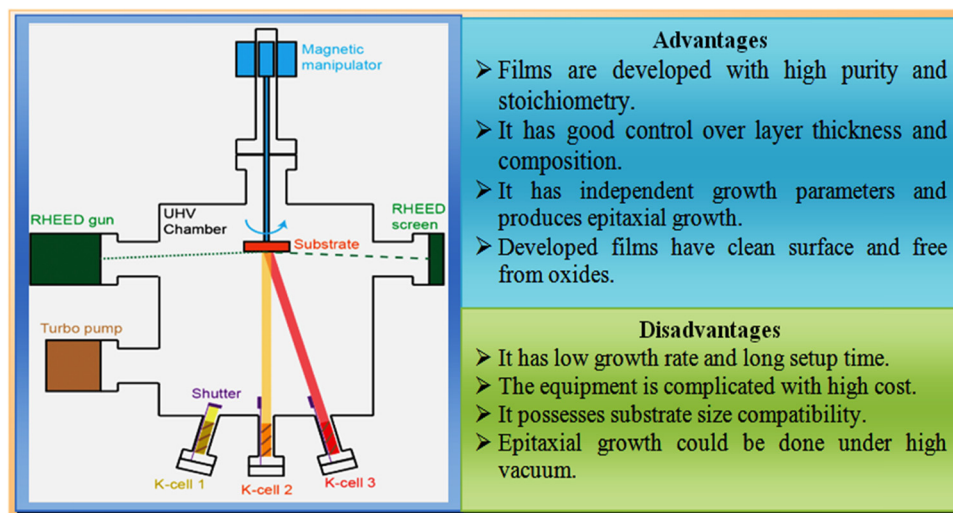 Magnetic
manipulator
RHEED gun
UHV
Chamber
RHEED
screen
Substrate
Turbo pump
Shutter
K-cell 1
K-cell 2
K-cell 3
Advantages
➤ Films are developed with high purity and
stoichiometry.
➤ It has good control over layer thickness and
composition.
➤ It has independent growth parameters and
produces epitaxial growth.
➤ Developed films have clean surface and free
from oxides.
Disadvantages
➤ It has low growth rate and long setup time.
➤ The equipment is complicated with high cost.
➤ It possesses substrate size compatibility.
➤ Epitaxial growth could be done under high
vacuum.